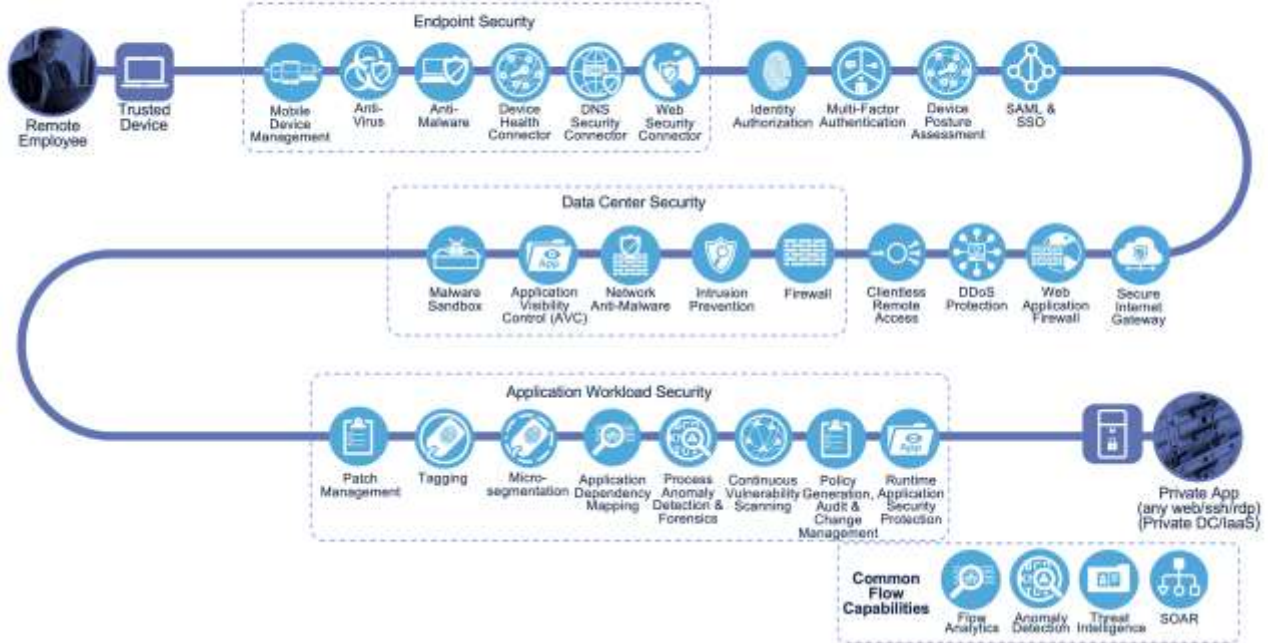 Endpoint Security
Remote
Employee
Trusted
Device
Mobile
Device
Management
Anti-
Virus
Anti-
Malware
Device
Health
Connector
DNS
Security
Connector
Web
Security
Connector
Identity
Authorization
Multi-Factor
Authentication
Device
Posture
Assessment
SAML &
SSO
Data Center Security
Malware
Sandbox
App
Application
Visibility
Control (AVC)
Network
Anti-Malware
Intrusion
Prevention
Firewall
Clientless
Remote
Access
DDoS
Protection
Web
Application
Firewall
Secure
Internet
Gateway
Application Workload Security
Patch
Management
Tagging
Micro-
segmentation
Application
Dependency
Mapping
Process
Anomaly
Detection &
Forensics
Continuous
Vulnerability
Scanning
Policy
Generation,
Audit &
Change
Management
App
Runtime
Application
Security
Protection
Private App
(any web/ssh/rdp)
(Private DC/IaaS)
Common
Flow
Capabilities
Flow
Analytics
Anomaly
Detection
Threat
Intelligence
SOAR